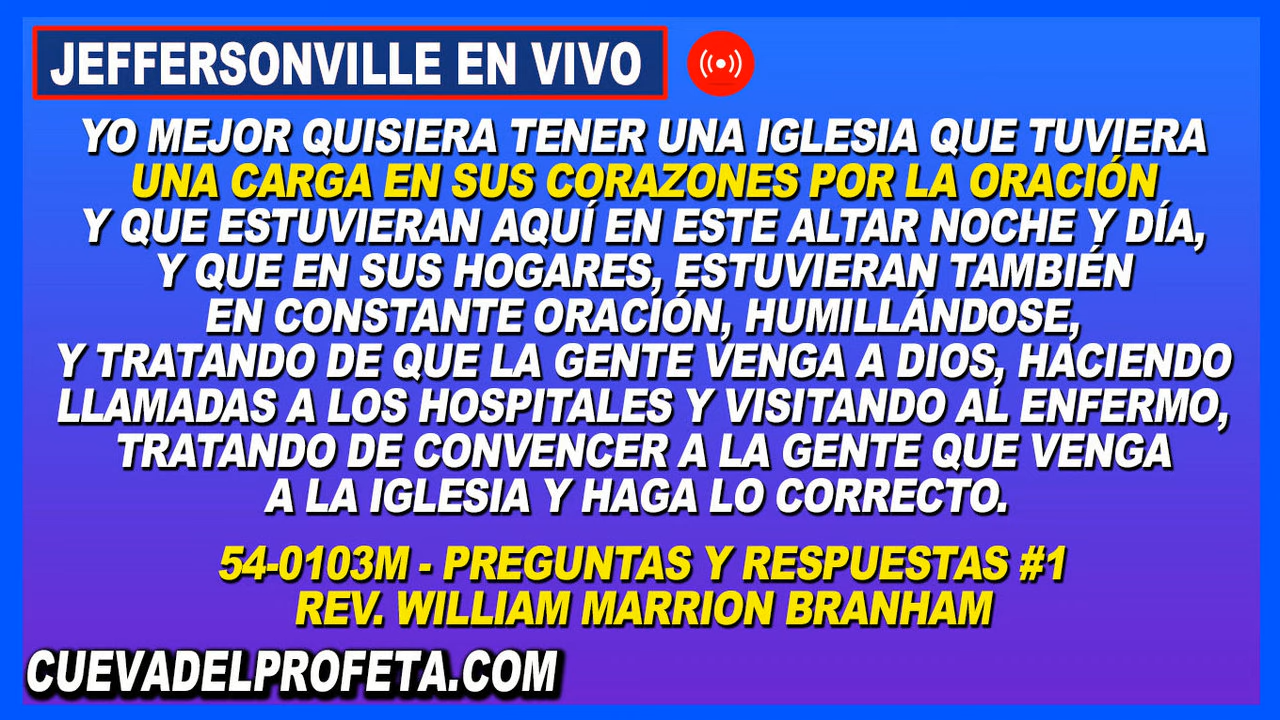 JEFFERSONVILLE EN VIVO
YO MEJOR QUISIERA TENER UNA IGLESIA QUE TUVIERA
UNA CARGA EN SUS CORAZONES POR LA ORACIÓN
Y QUE ESTUVIERAN AQUÍ EN ESTE ALTAR NOCHE Y DÍA,
Y QUE EN SUS HOGARES, ESTUVIERAN TAMBIÉN
EN CONSTANTE ORACIÓN, HUMILLÁNDOSE,
Y TRATANDO DE QUE LA GENTE VENGA A DIOS, HACIENDO
LLAMADAS A LOS HOSPITALES Y VISITANDO AL ENFERMO,
TRATANDO DE CONVENCER A LA GENTE QUE VENGA
A LA IGLESIA Y HAGA LO CORRECTO.
54-0103M - PREGUNTAS Y RESPUESTAS #1
REV. WILLIAM MARRION BRANHAM
CUEVADELPROFETA.COM